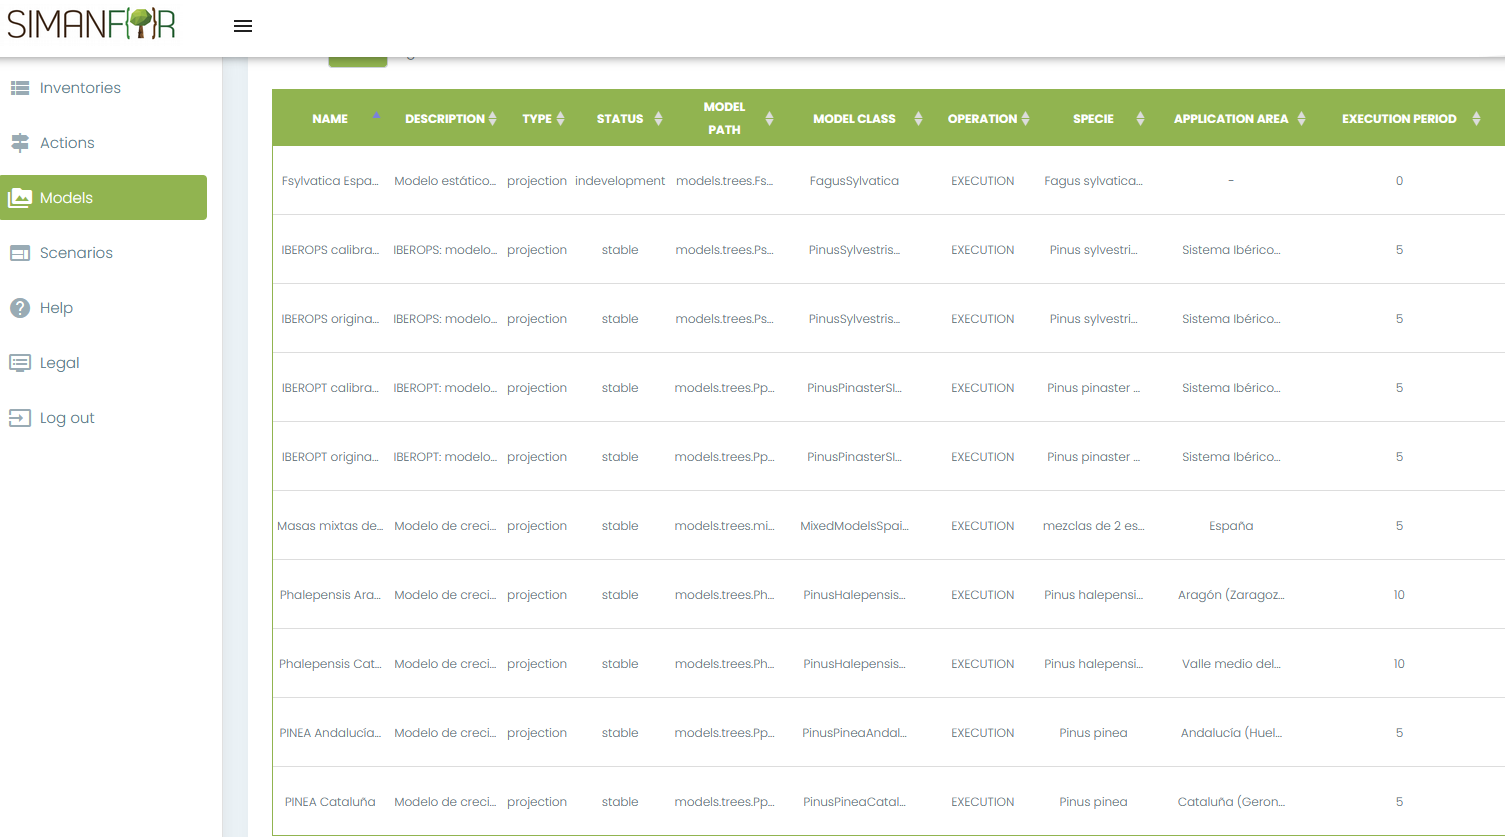 SIMANFOR
Inventories
Actions
Models
Scenarios
Help
Legal
Log out
NAME DESCRIPTION TYPE STATUS MODEL PATH MODEL CLASS OPERATION SPECIE APPLICATION AREA EXECUTION PERIOD
Fsylvatica Espa... Modelo estático... projection indevelopment models.trees.Fs... FagusSylvatica EXECUTION Fagus sylvatica... - 0
IBEROPS calibra... IBEROPS: modelo... projection stable models.trees.Ps... PinusSylvestris... EXECUTION Pinus sylvestri... Sistema Ibérico... 5
IBEROPS origina... IBEROPS: modelo... projection stable models.trees.Ps... PinusSylvestris... EXECUTION Pinus sylvestri... Sistema Ibérico... 5
IBEROPT calibra... IBEROPT: modelo... projection stable models.trees.Pp... PinusPinasterSI... EXECUTION Pinus pinaster ... Sistema Ibérico... 5
IBEROPT origina... IBEROPT: modelo... projection stable models.trees.Pp... PinusPinasterSI... EXECUTION Pinus pinaster ... Sistema Ibérico... 5
Masas mixtas de... Modelo de creci... projection stable models.trees.mi... MixedModelsSpai... EXECUTION mezclas de 2 es... España 5
Phalepensis Ara... Modelo de creci... projection stable models.trees.Ph... PinusHalepensis... EXECUTION Pinus halepensi... Aragón (Zaragoz... 10
Phalepensis Cat... Modelo de creci... projection stable models.trees.Ph... PinusHalepensis... EXECUTION Pinus halepensi... Valle medio del... 10
PINEA Andalucía... Modelo de creci... projection stable models.trees.Pp... PinusPineaAndal... EXECUTION Pinus pinea Andalucía (Huel... 5
PINEA Cataluña Modelo de creci... projection stable models.trees.Pp... PinusPineaCatal... EXECUTION Pinus pinea Cataluña (Geron... 5